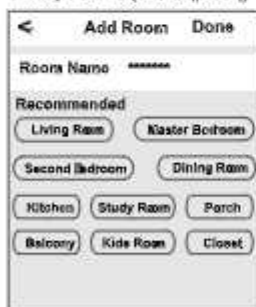 < Add Room Done
Room Name *******
Recommended
Living Room Master Bedroom
Second Bedroom Dining Room
Kitchen Study Room Porch
Balcony Kids Room Closet